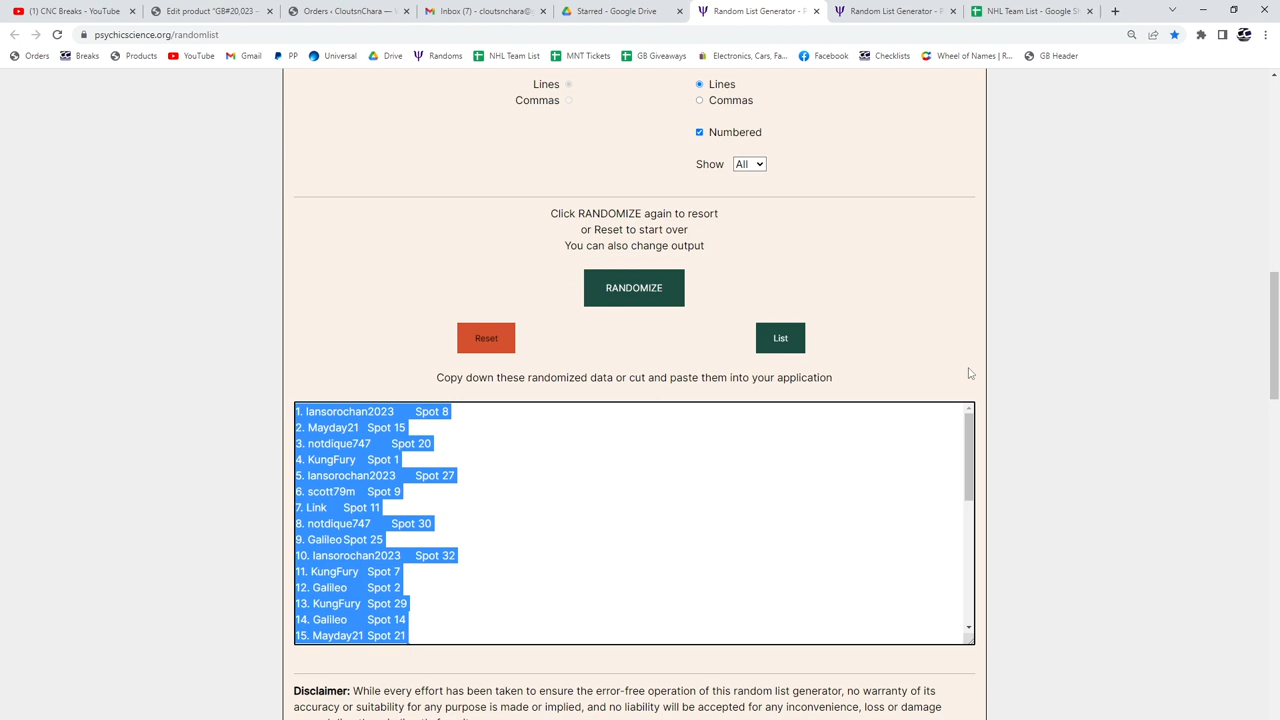 (1) CNC Breaks - YouTube
Edit product "GB#20,023 –
Orders ‹ CloutsnChara — V
Inbox (7) - cloutsnchara@g
Starred - Google Drive
Random List Generator - P
Random List Generator - P
NHL Team List - Google Sh
psychicscience.org/randomlist
Orders
Breaks
Products
YouTube
Gmail
PP
Universal
Drive
Randoms
NHL Team List
MNT Tickets
GB Giveaways
Electronics, Cars, Fa...
Facebook
Checklists
Wheel of Names | R...
GB Header
Lines
Lines
Commas
Commas
Numbered
Show All
Click RANDOMIZE again to resort
or Reset to start over
You can also change output
RANDOMIZE
Reset
List
Copy down these randomized data or cut and paste them into your application
1. Iansorochan2023 Spot 8
2. Mayday21 Spot 15
3. notdique747 Spot 20
4. KungFury Spot 1
5. Iansorochan2023 Spot 27
6. scott79m Spot 9
7. Link Spot 11
8. notdique747 Spot 30
9. Galileo Spot 25
10. Iansorochan2023 Spot 32
11. KungFury Spot 7
12. Galileo Spot 2
13. KungFury Spot 29
14. Galileo Spot 14
15. Mayday21 Spot 21
Disclaimer: While every effort has been taken to ensure the error-free operation of this random list generator, no warranty of its
accuracy or suitability for any purpose is made or implied, and no liability will be accepted for any inconvenience, loss or damage